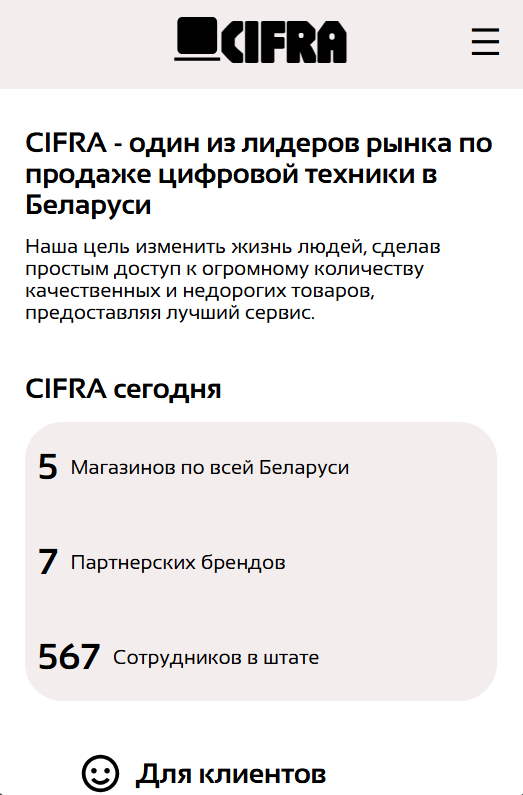 CIFRA
CIFRA - один из лидеров рынка по
продаже цифровой техники в
Беларуси
Наша цель изменить жизнь людей, сделав
простым доступ к огромному количеству
качественных и недорогих товаров,
предоставляя лучший сервис.
CIFRA сегодня
5 Магазинов по всей Беларуси
7 Партнерских брендов
567 Сотрудников в штате
Для клиентов